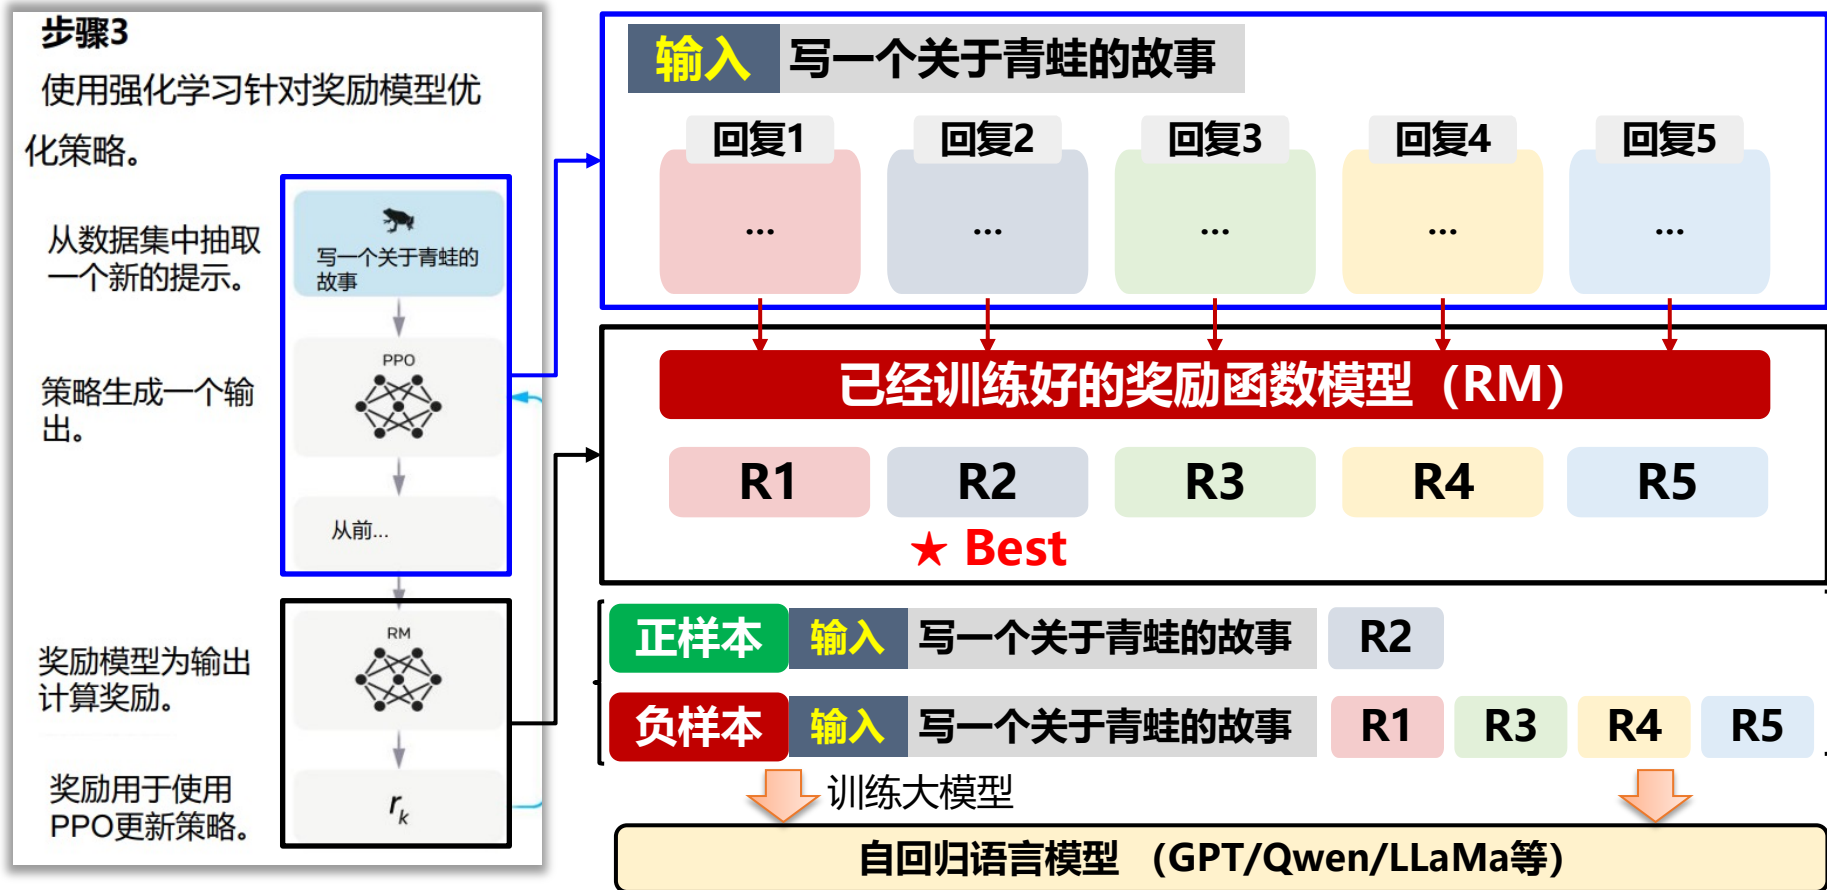 步骤3
使用强化学习针对奖励模型优
化策略。
从数据集中抽取
一个新的提示。
写一个关于青蛙的
故事
PPO
策略生成一个输
出。
从前...
RM
奖励模型为输出
计算奖励。
奖励用于使用
PPO更新策略。
rk
输入 写一个关于青蛙的故事
回复1 回复2 回复3 回复4 回复5
... ... ... ... ...
已经训练好的奖励函数模型（RM）
R1 R2 R3 R4 R5
★ Best
正样本 输入 写一个关于青蛙的故事 R2
负样本 输入 写一个关于青蛙的故事 R1 R3 R4 R5
训练大模型
自回归语言模型 （GPT/Qwen/LLaMa等）